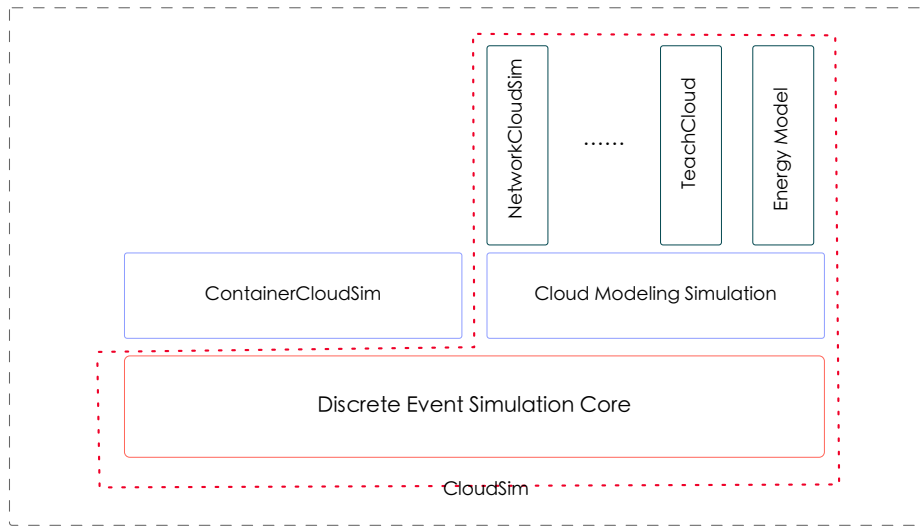 NetworkCloudSim
......
TeachCloud
Energy Model
ContainerCloudSim
Cloud Modeling Simulation
Discrete Event Simulation Core
CloudSim